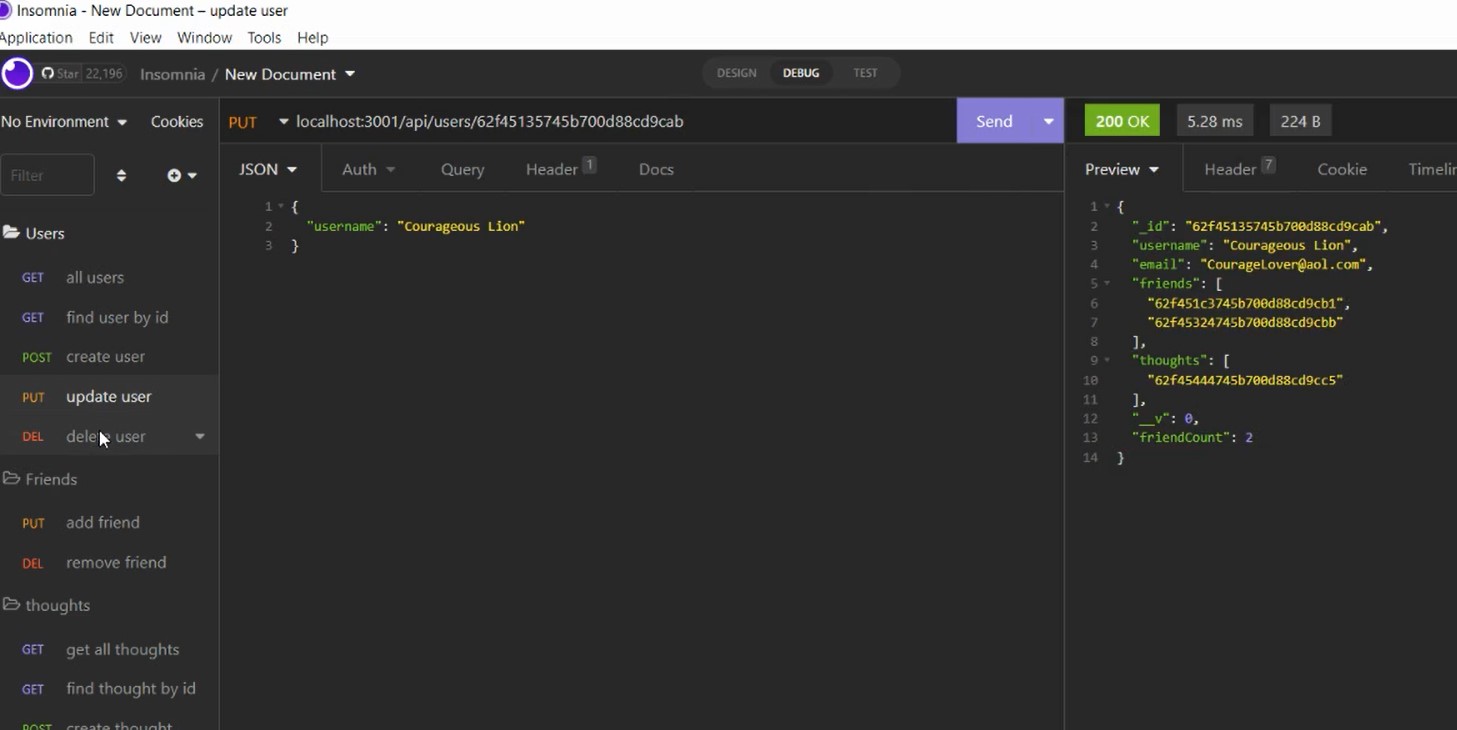 Insomnia - New Document – update user
Application Edit View Window Tools Help
Star 22,196 Insomnia / New Document DESIGN DEBUG TEST
No Environment Cookies
PUT localhost:3001/api/users/62f45135745b700d88cd9cab Send
200 OK 5.28 ms 224 B
Filter
JSON Auth Query Header 1 Docs
Preview Header 7 Cookie Timelin
Users
GET all users
GET find user by id
POST create user
PUT update user
DEL delete user
Friends
PUT add friend
DEL remove friend
thoughts
GET get all thoughts
GET find thought by id
POST create thought
1 {
2 "username": "Courageous Lion"
3 }
1 {
2 "_id": "62f45135745b700d88cd9cab",
3 "username": "Courageous Lion",
4 "email": "CourageLover@aol.com",
5 "friends": [
6 "62f451c3745b700d88cd9cb1",
7 "62f45324745b700d88cd9cbb"
8 ],
9 "thoughts": [
10 "62f45444745b700d88cd9cc5"
11 ],
12 "__v": 0,
13 "friendCount": 2
14 }